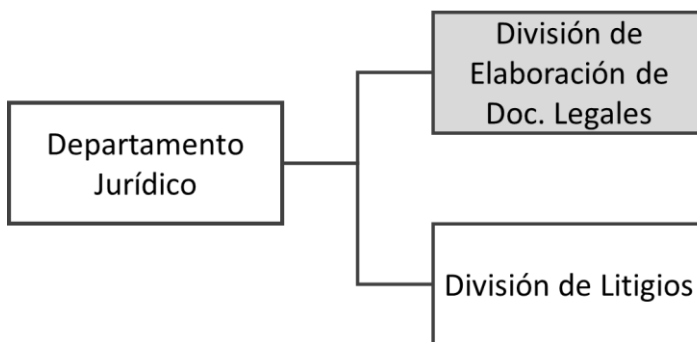 División de
Elaboración de
Doc. Legales
Departamento
Jurídico
División de Litigios